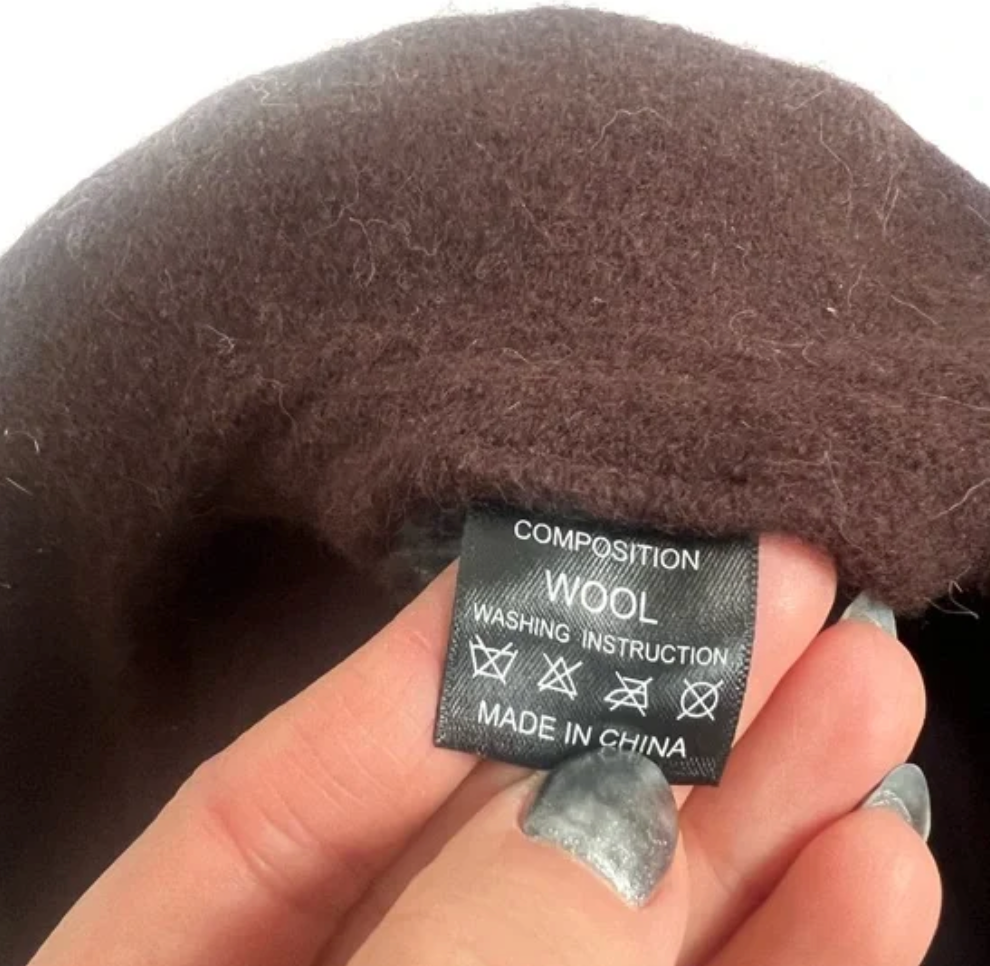 COMPOSITION
WOOL
WASHING INSTRUCTION
MADE IN CHINA